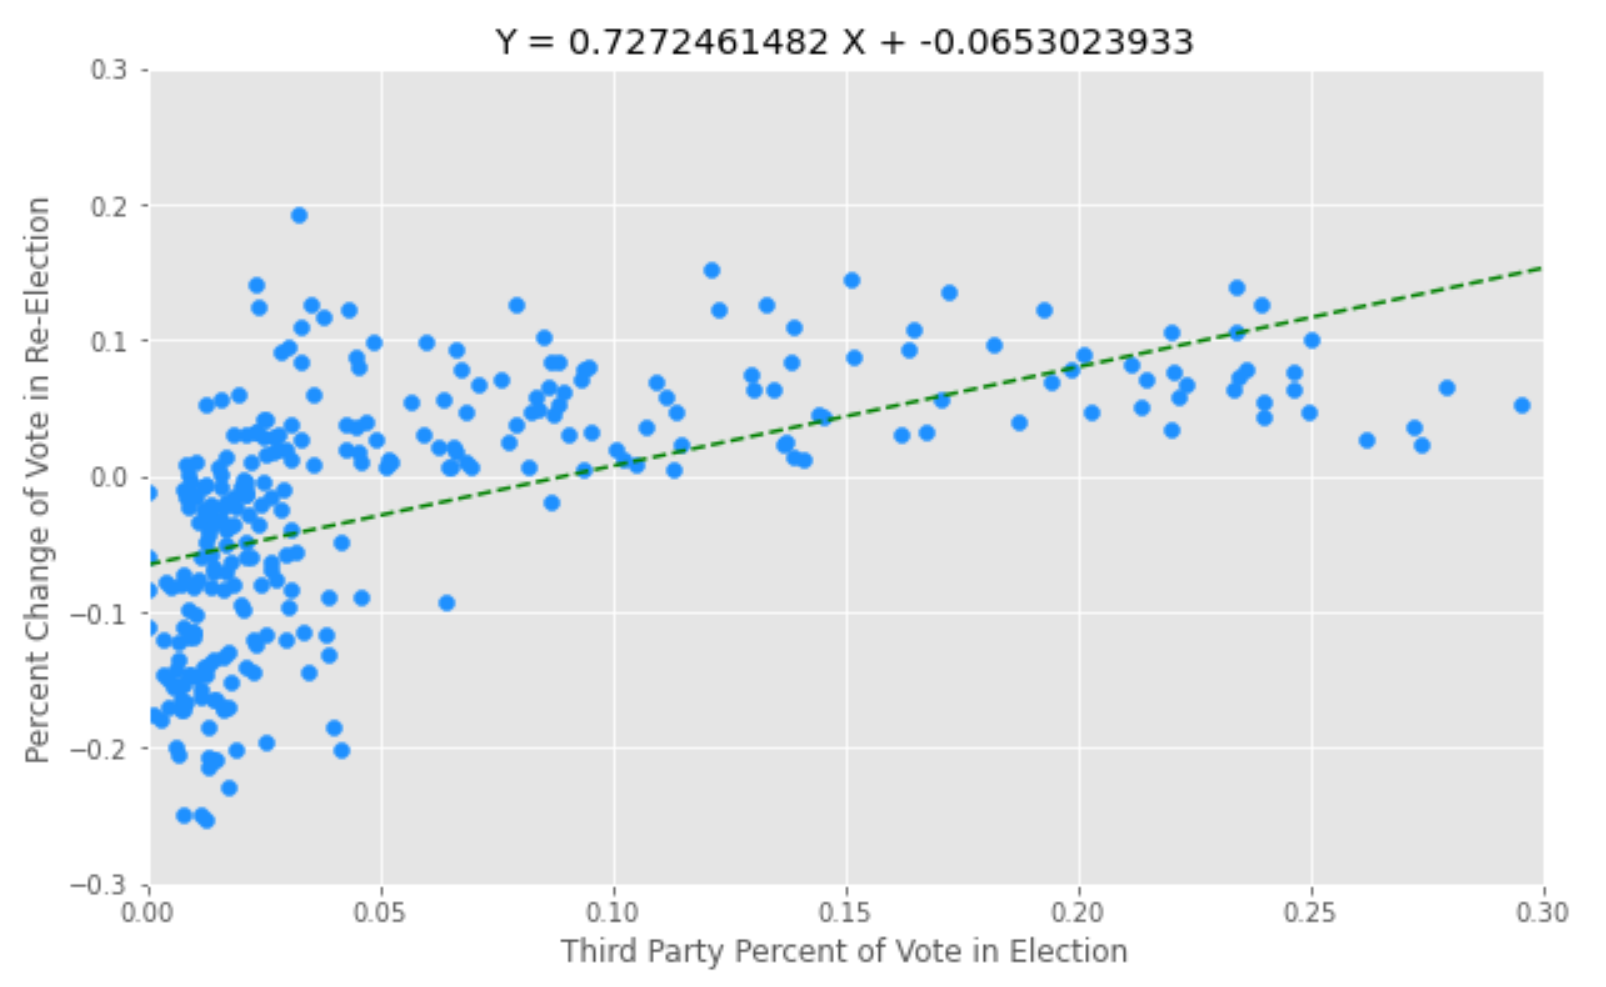 Y = 0.7272461482 X + -0.0653023933
0.3
0.2
0.1
0.0
−0.1
−0.2
−0.3
Percent Change of Vote in Re-Election
0.00 0.05 0.10 0.15 0.20 0.25 0.30
Third Party Percent of Vote in Election